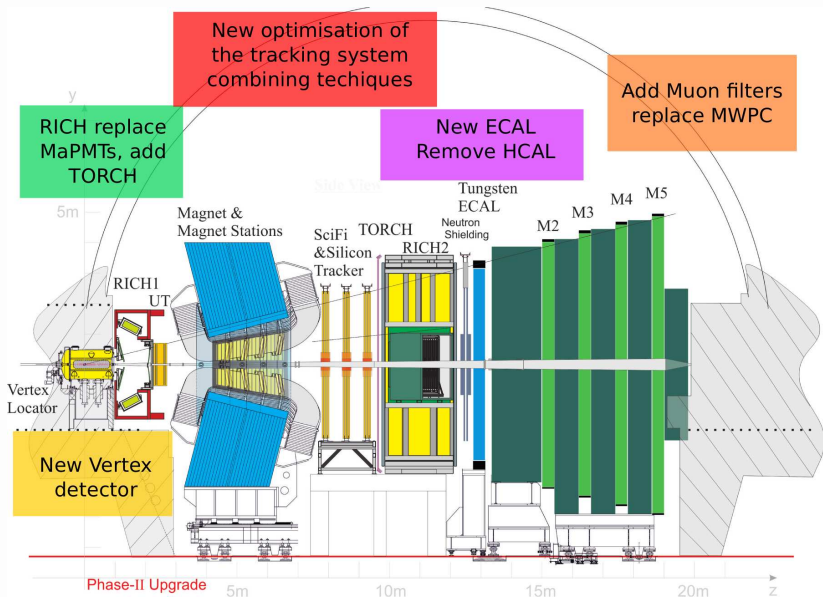 New optimisation
of the tracking system
combining techiques
Add Muon filters
replace MWPC
RICH replace
MaPMTs, add
TORCH
New ECAL
Remove HCAL
y
Side View
5m
Magnet &
Magnet Stations
SciFi
&Silicon
Tracker
TORCH
RICH2
Tungsten
ECAL
Neutron
Shielding
M2
M3
M4
M5
RICH1
UT
Vertex
Locator
New Vertex
detector
Phase-II Upgrade
5m
10m
15m
20m
z